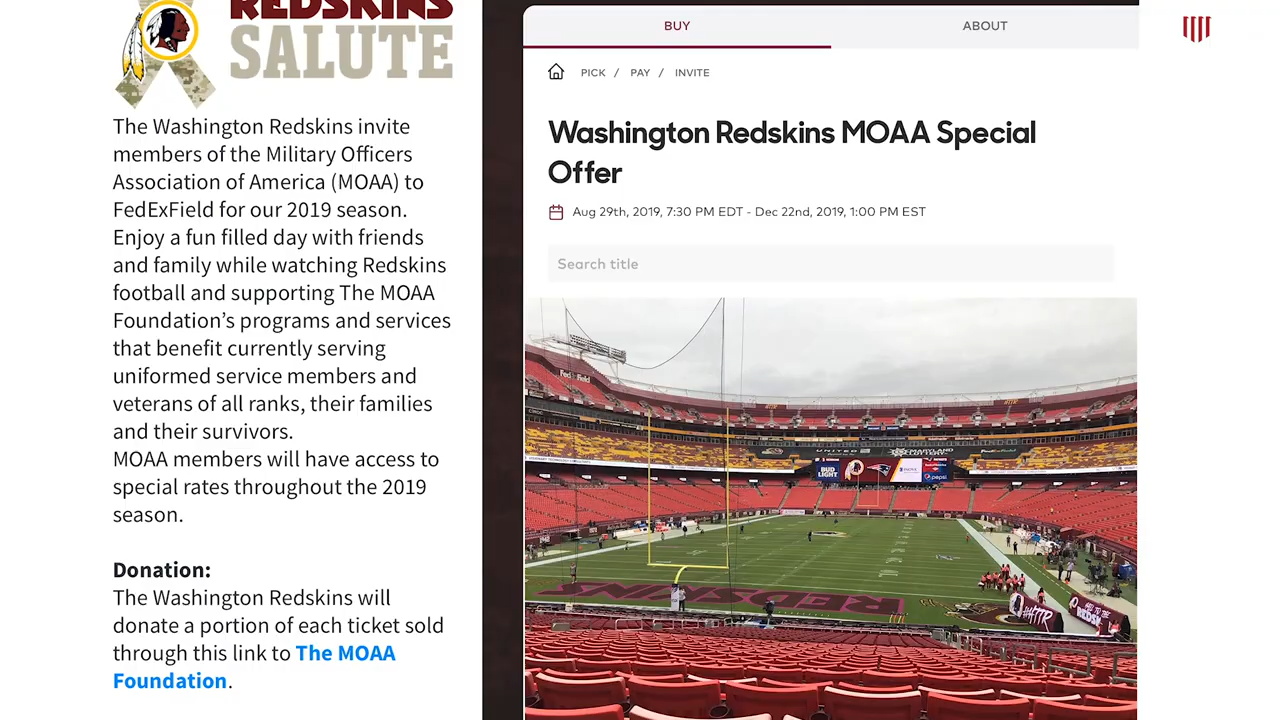 REDSKINS
SALUTE
The Washington Redskins invite
members of the Military Officers
Association of America (MOAA) to
FedExField for our 2019 season.
Enjoy a fun filled day with friends
and family while watching Redskins
football and supporting The MOAA
Foundation’s programs and services
that benefit currently serving
uniformed service members and
veterans of all ranks, their families
and their survivors.
MOAA members will have access to
special rates throughout the 2019
season.
Donation:
The Washington Redskins will
donate a portion of each ticket sold
through this link to The MOAA
Foundation.
BUY
ABOUT
PICK / PAY / INVITE
Washington Redskins MOAA Special
Offer
Aug 29th, 2019, 7:30 PM EDT - Dec 22nd, 2019, 1:00 PM EST
Search title
FedExField
UNITED
BUD
LIGHT
pepsi
REDSKINS
#HTTR
HAIL TO THE